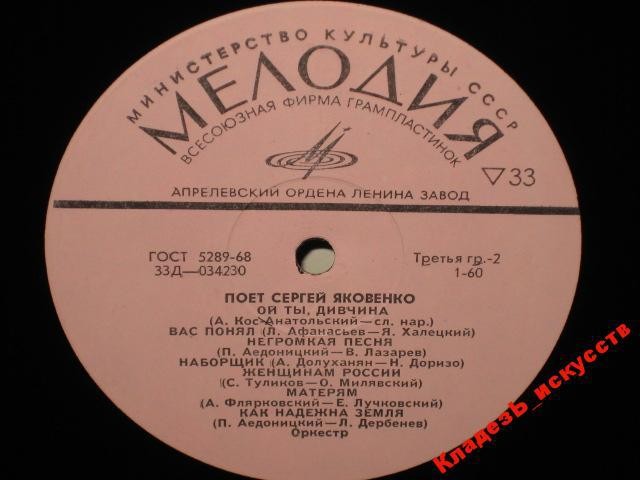 МИНИСТЕРСТВО КУЛЬТУРЫ СССР
МЕЛОДИЯ
ВСЕСОЮЗНАЯ ФИРМА ГРАМПЛАСТИНОК
▽33
АПРЕЛЕВСКИЙ ОРДЕНА ЛЕНИНА ЗАВОД
ГОСТ 5289-68
33Д—034230
Третья гр.-2
1-60
ПОЕТ СЕРГЕЙ ЯКОВЕНКО
ОЙ ТЫ, ДИВЧИНА
(А. Кос-Анатольский—сл. нар.)
ВАС ПОНЯЛ (Л. Афанасьев—Я. Халецкий)
НЕГРОМКАЯ ПЕСНЯ
(П. Аедоницкий—В. Лазарев)
НАБОРЩИК (А. Долуханян—Н. Доризо)
ЖЕНЩИНАМ РОССИИ
(С. Туликов—О. Милявский)
МАТЕРЯМ
(А. Флярковский—Е. Лучковский)
КАК НАДЕЖНА ЗЕМЛЯ
(П. Аедоницкий—Л. Дербенев)
Оркестр
КладезЬ_искусств